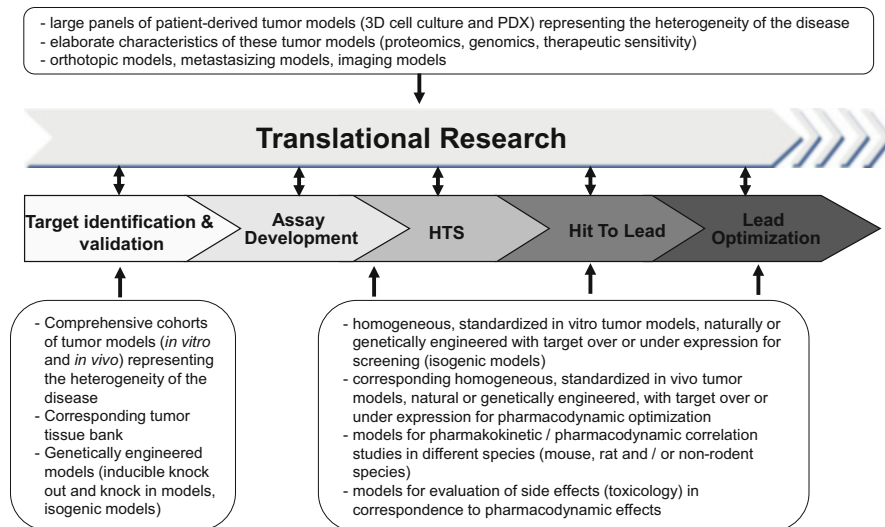 - large panels of patient-derived tumor models (3D cell culture and PDX) representing the heterogeneity of the disease
- elaborate characteristics of these tumor models (proteomics, genomics, therapeutic sensitivity)
- orthotopic models, metastasizing models, imaging models
Translational Research
Target identification &
validation
Assay
Development
HTS
Hit To Lead
Lead
Optimization
- Comprehensive cohorts
of tumor models (in vitro
and in vivo) representing
the heterogeneity of the
disease
- Corresponding tumor
tissue bank
- Genetically engineered
models (inducible knock
out and knock in models,
isogenic models)
- homogeneous, standardized in vitro tumor models, naturally or
genetically engineered with target over or under expression for
screening (isogenic models)
- corresponding homogeneous, standardized in vivo tumor
models, natural or genetically engineered, with target over or
under expression for pharmacodynamic optimization
- models for pharmakokinetic / pharmacodynamic correlation
studies in different species (mouse, rat and / or non-rodent
species)
- models for evaluation of side effects (toxicology) in
correspondence to pharmacodynamic effects